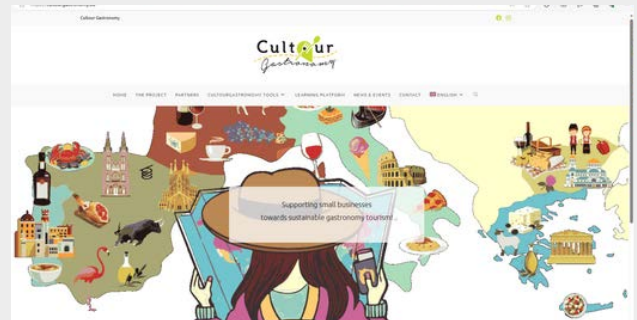 Cultour Gastronomy
Cultour
Gastronomy
HOME THE PROJECT PARTNERS CULTOURGASTRONOMY TOOLS LEARNING PLATFORM NEWS & EVENTS CONTACT ENGLISH
Supporting small businesses
towards sustainable gastronomy tourism!